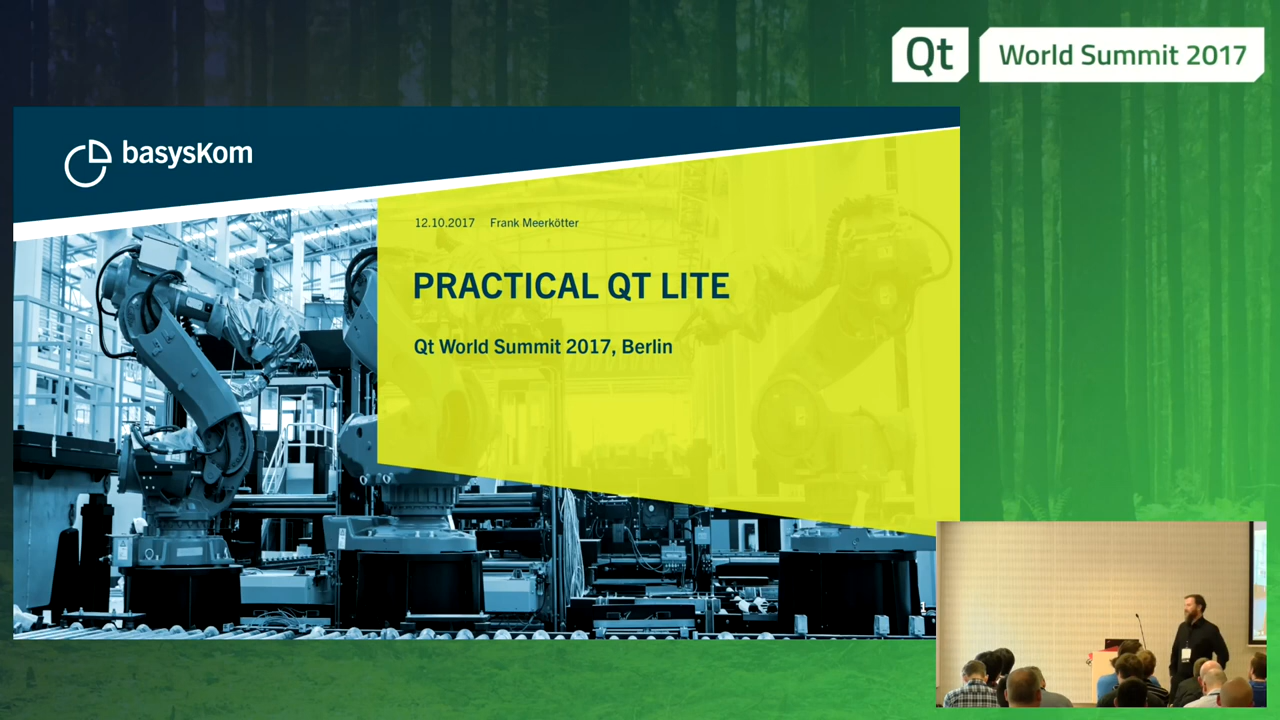 Qt World Summit 2017
basysKom
12.10.2017 Frank Meerkötter
PRACTICAL QT LITE
Qt World Summit 2017, Berlin